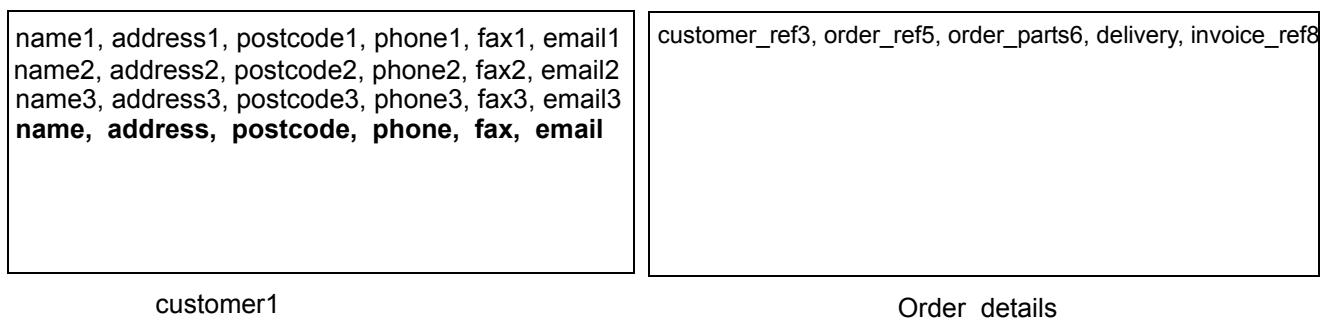 name1, address1, postcode1, phone1, fax1, email1
name2, address2, postcode2, phone2, fax2, email2
name3, address3, postcode3, phone3, fax3, email3
name, address, postcode, phone, fax, email
customer1
customer_ref3, order_ref5, order_parts6, delivery, invoice_ref8
Order details